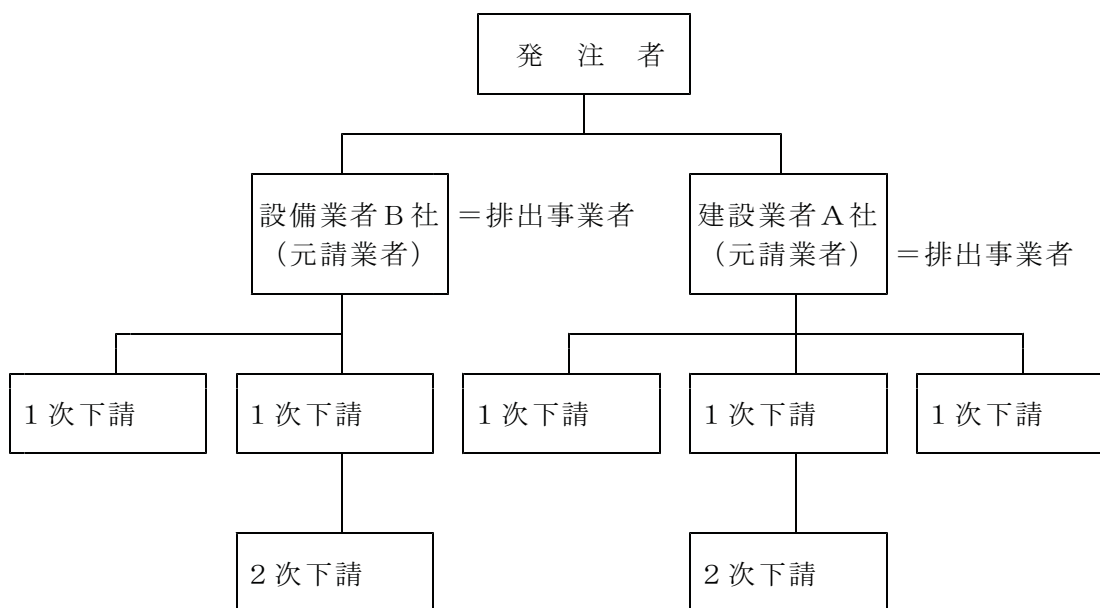 発 注 者
設備業者B社
(元請業者)
=排出事業者
建設業者A社
(元請業者)
=排出事業者
1次下請
1次下請
1次下請
1次下請
1次下請
2次下請
2次下請